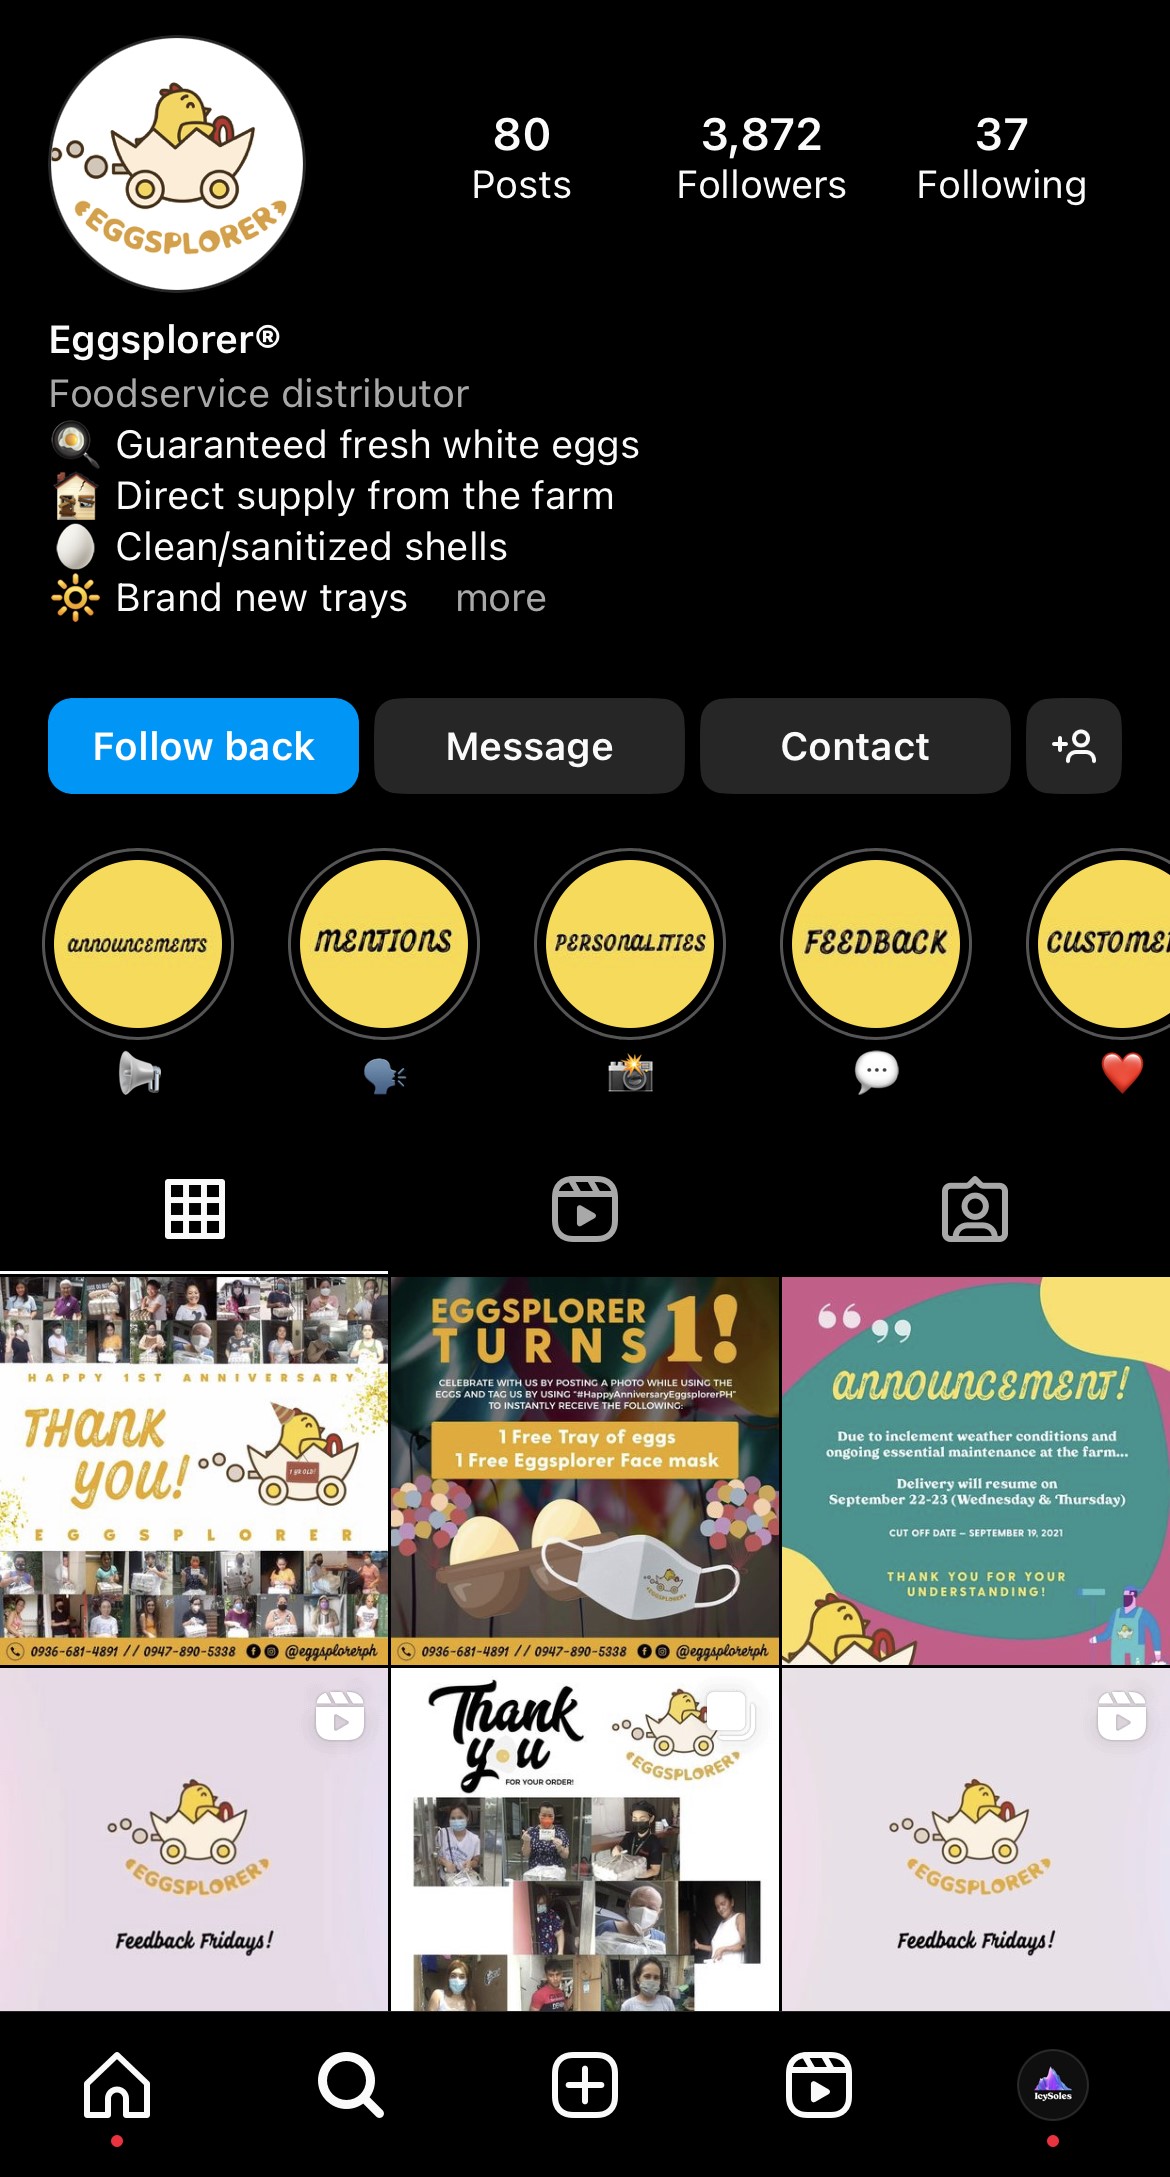 EGGSPLORER
80
Posts
3,872
Followers
37
Following
Eggsplorer®
Foodservice distributor
🍳 Guaranteed fresh white eggs
🏚️ Direct supply from the farm
🥚 Clean/sanitized shells
🔆 Brand new trays more
Follow back
Message
Contact
ANNOUNCEMENTS
MENTIONS
PERSONALITIES
FEEDBACK
CUSTOME
HAPPY 1ST ANNIVERSARY
THANK
YOU!
1 YR OLD!
EGGSPLORER
0936-681-4891 // 0947-890-5338 @eggsplorerph
EGGSPLORER
TURNS 1!
CELEBRATE WITH US BY POSTING A PHOTO WHILE USING THE
EGGS AND TAG US BY USING "#HappyAnniversaryEggsplorerPH"
TO INSTANTLY RECEIVE THE FOLLOWING:
1 Free Tray of eggs
1 Free Eggsplorer Face mask
EGGSPLORER
0936-681-4891 // 0947-890-5338 @eggsplorerph
ANNOUNCEMENT!
Due to inclement weather conditions and
ongoing essential maintenance at the farm...
Delivery will resume on
September 22-23 (Wednesday & Thursday)
CUT OFF DATE – SEPTEMBER 19, 2021
THANK YOU FOR YOUR
UNDERSTANDING!
EGGSPLORER
Feedback Fridays!
Thank
you
FOR YOUR ORDER!
EGGSPLORER
EGGSPLORER
Feedback Fridays!
IcySoles